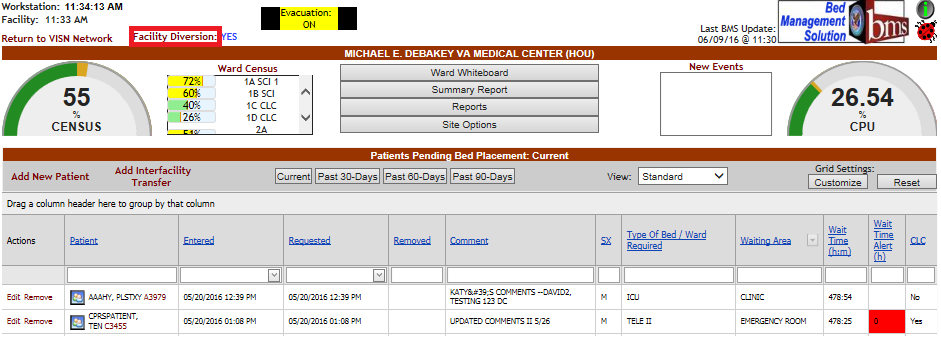 Workstation: 11:34:13 AM
Facility: 11:33 AM
Return to VISN Network
Facility Diversion: YES
Evacuation:
ON
Last BMS Update:
06/09/16 @ 11:30
Bed
Management
Solution
bms
i
MICHAEL E. DEBAKEY VA MEDICAL CENTER (HOU)
55
%
CENSUS
Ward Census
72% 1A SCI 1
60% 1B SCI
40% 1C CLC
26% 1D CLC
51% 2A
Ward Whiteboard
Summary Report
Reports
Site Options
New Events
26.54
%
CPU
Patients Pending Bed Placement: Current
Add New Patient
Add Interfacility
Transfer
Current Past 30-Days Past 60-Days Past 90-Days
View: Standard
Grid Settings:
Customize Reset
Drag a column header here to group by that column
Actions Patient Entered Requested Removed Comment SX Type Of Bed / Ward
Required Waiting Area Wait
Time
(h:m) Wait
Time
Alert
(h) CLC
Edit Remove AAAHY, PLSTXY A3979 05/20/2016 12:39 PM 05/20/2016 12:39 PM KATY&#39;S COMMENTS --DAVID2,
TESTING 123 DC M ICU CLINIC 478:54 No
Edit Remove CPRSPATIENT,
TEN C3455 05/20/2016 01:08 PM 05/20/2016 01:08 PM UPDATED COMMENTS II 5/26 M TELE II EMERGENCY ROOM 478:25 0 Yes